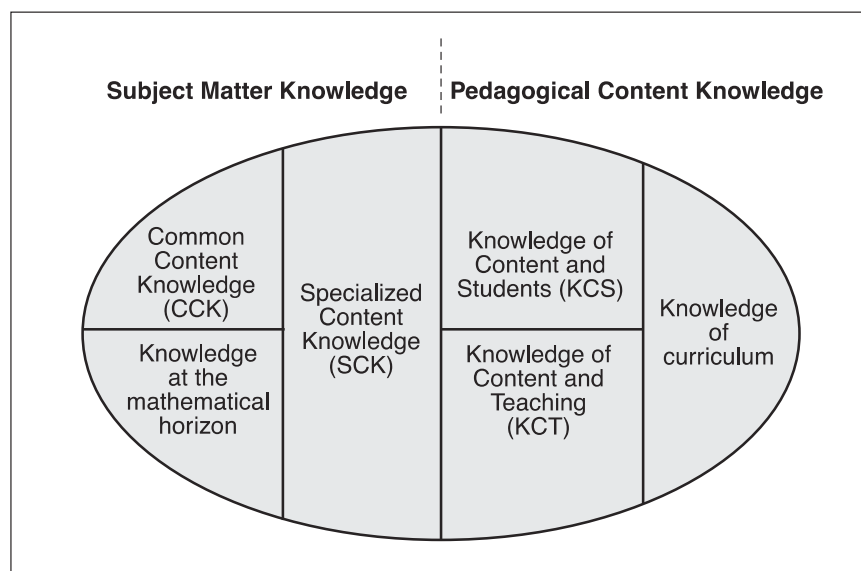 Subject Matter Knowledge
Pedagogical Content Knowledge
Common
Content
Knowledge
(CCK)
Knowledge
at the
mathematical
horizon
Specialized
Content
Knowledge
(SCK)
Knowledge of
Content and
Students (KCS)
Knowledge of
Content and
Teaching
(KCT)
Knowledge
of
curriculum